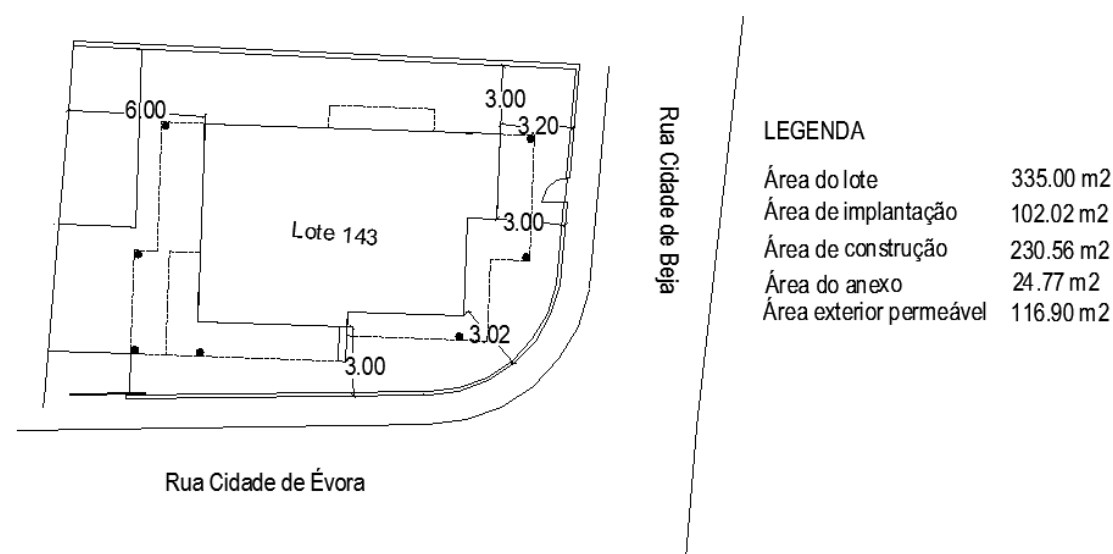 6.00
3.00
3.20
Lote 143
3.00
3.02
3.00
Rua Cidade de Évora
Rua Cidade de Beja
LEGENDA
Área do lote 335.00 m2
Área de implantação 102.02 m2
Área de construção 230.56 m2
Área do anexo 24.77 m2
Área exterior permeável 116.90 m2